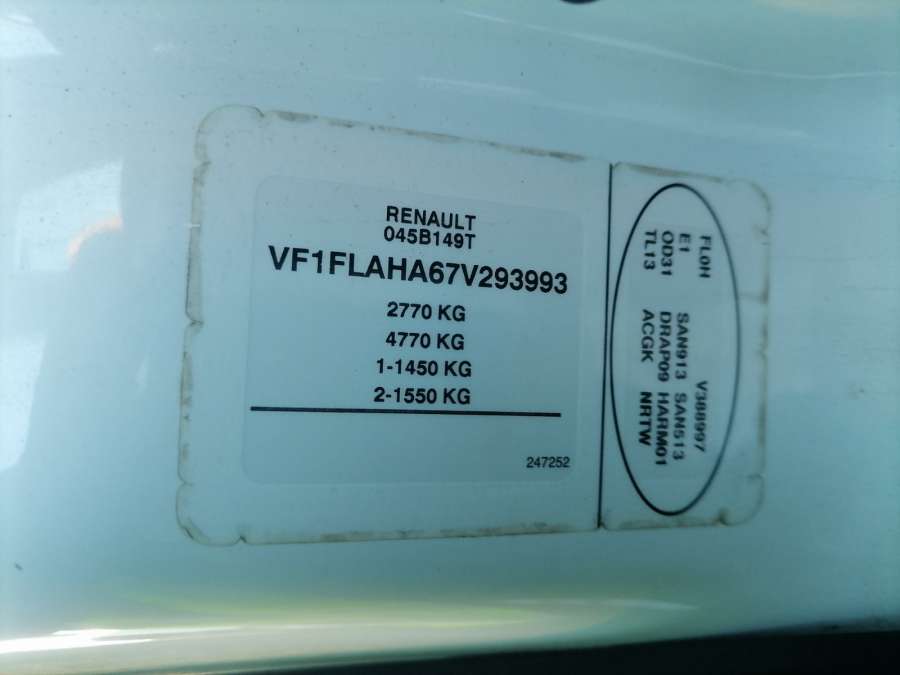 RENAULT
045B149T
VF1FLAHA67V293993
2770 KG
4770 KG
1-1450 KG
2-1550 KG
247252
FL0H V388997
E1 SAN913 SAN513
OD31 DRAP09 HARM01
TL13 ACGK NRTW